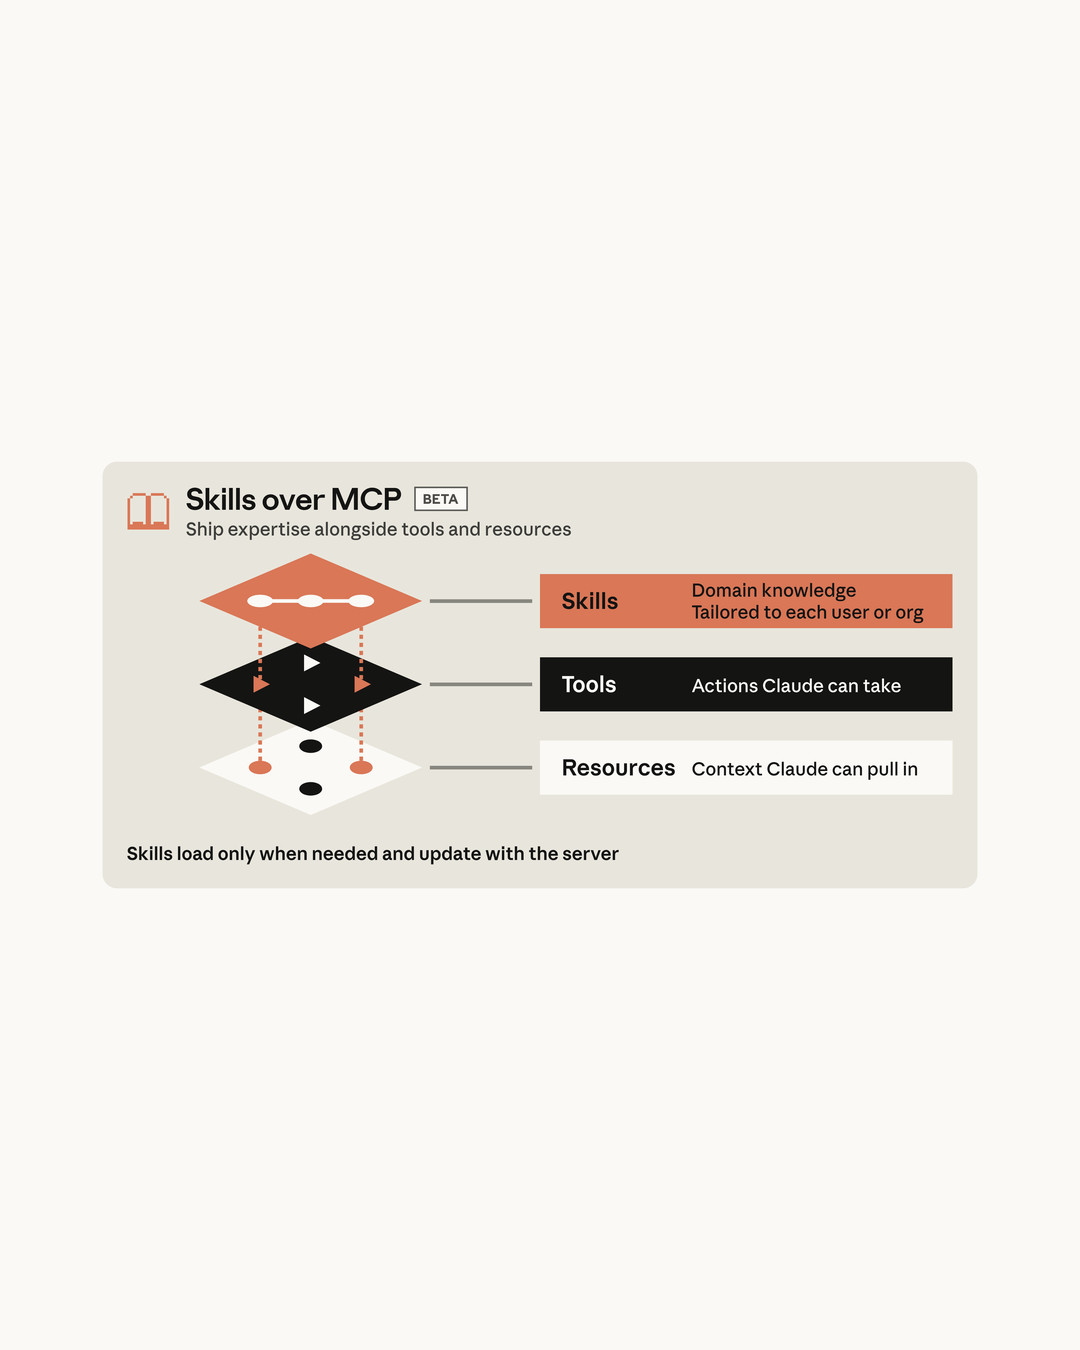 Skills over MCP BETA
Ship expertise alongside tools and resources
Skills
Domain knowledge
Tailored to each user or org
Tools
Actions Claude can take
Resources
Context Claude can pull in
Skills load only when needed and update with the server